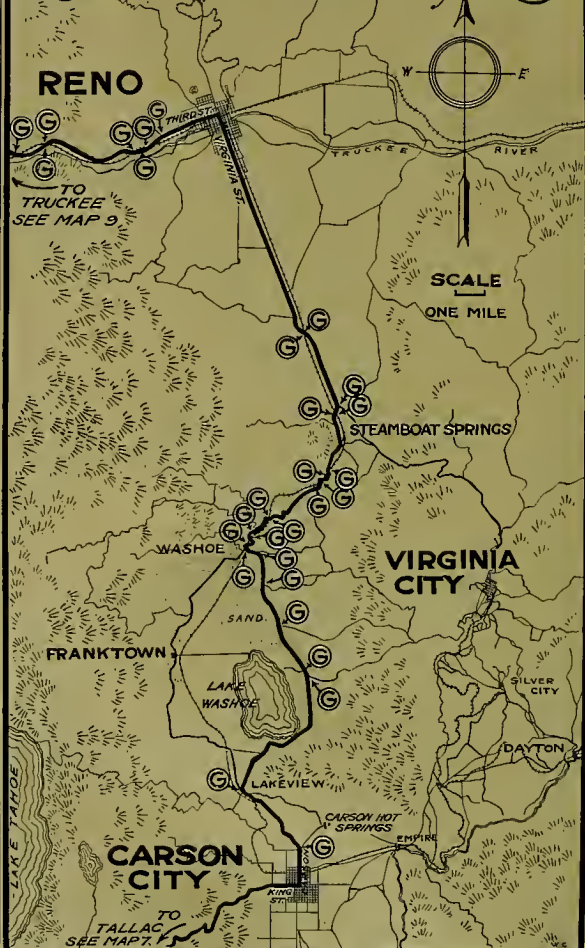 RENO
W
E
THIRD ST.
VIRGINIA ST.
TRUCKEE RIVER
TO
TRUCKEE
SEE MAP 9
G
G
G
G
G
G
G
SCALE
ONE MILE
G
G
G
G
G
G
STEAMBOAT SPRINGS
G
G
G
G
G
G
G
G
G
WASHOE
G
G
G
VIRGINIA
CITY
SAND.
G
FRANKTOWN
G
LAKE
WASHOE
G
SILVER
CITY
DAYTON
G
LAKEVIEW
LAKE TAHOE
CARSON HOT
SPRINGS
G
EMPIRE
CARSON
CITY
KING
ST.
TO
TALLAC
SEE MAP 7.